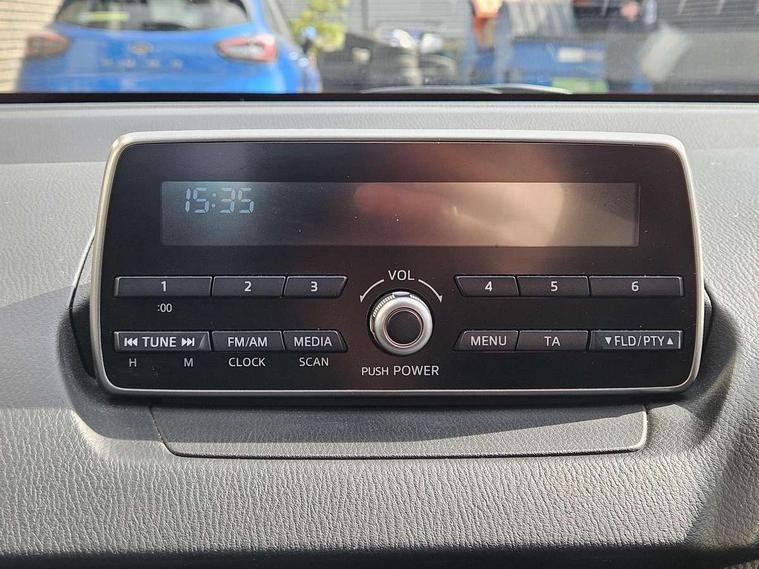 15:35
VOL
1 2 3 4 5 6
:00
⏮ TUNE ⏭ FM/AM MEDIA MENU TA ▼FLD/PTY▲
H M CLOCK SCAN
PUSH POWER